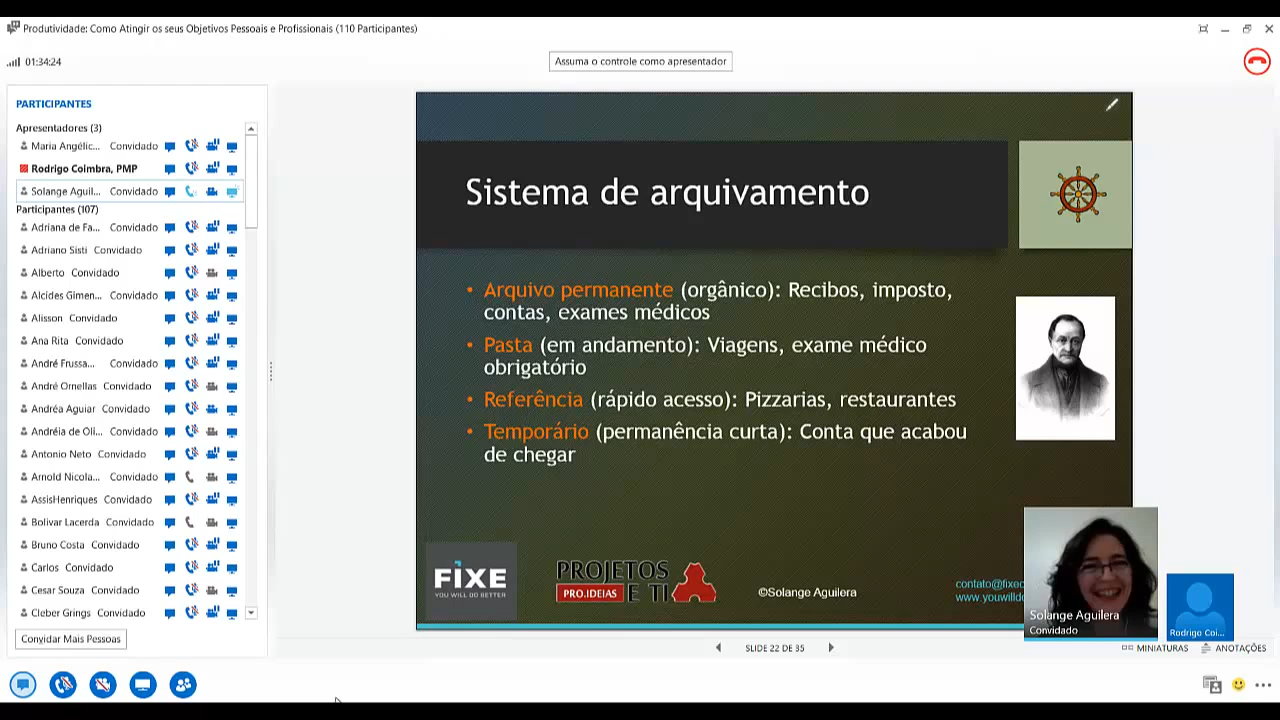 Produtividade: Como Atingir os seus Objetivos Pessoais e Profissionais (110 Participantes)
01:34:24
Assuma o controle como apresentador
PARTICIPANTES
Apresentadores (3)
Maria Angélic... Convidado
Rodrigo Coimbra, PMP
Solange Aguil... Convidado
Participantes (107)
Adriana de Fa... Convidado
Adriano Sisti Convidado
Alberto Convidado
Alcides Gimen... Convidado
Alisson Convidado
Ana Rita Convidado
André Frussa... Convidado
André Ornellas Convidado
Andréa Aguiar Convidado
Andréia de Oli... Convidado
Antonio Neto Convidado
Arnold Nicola... Convidado
AssisHenriques Convidado
Bolivar Lacerda Convidado
Bruno Costa Convidado
Carlos Convidado
Cesar Souza Convidado
Cleber Grings Convidado
Convidar Mais Pessoas
Sistema de arquivamento
• Arquivo permanente (orgânico): Recibos, imposto,
contas, exames médicos
• Pasta (em andamento): Viagens, exame médico
obrigatório
• Referência (rápido acesso): Pizzarias, restaurantes
• Temporário (permanência curta): Conta que acabou
de chegar
FIXE
YOU WILL DO BETTER
PROJETOS
PRO.IDEIAS E TI
©Solange Aguilera
contato@fixec
www.youwilldo
Solange Aguilera
Convidado
Rodrigo Coi...
SLIDE 22 DE 35
MINIATURAS
ANOTAÇÕES